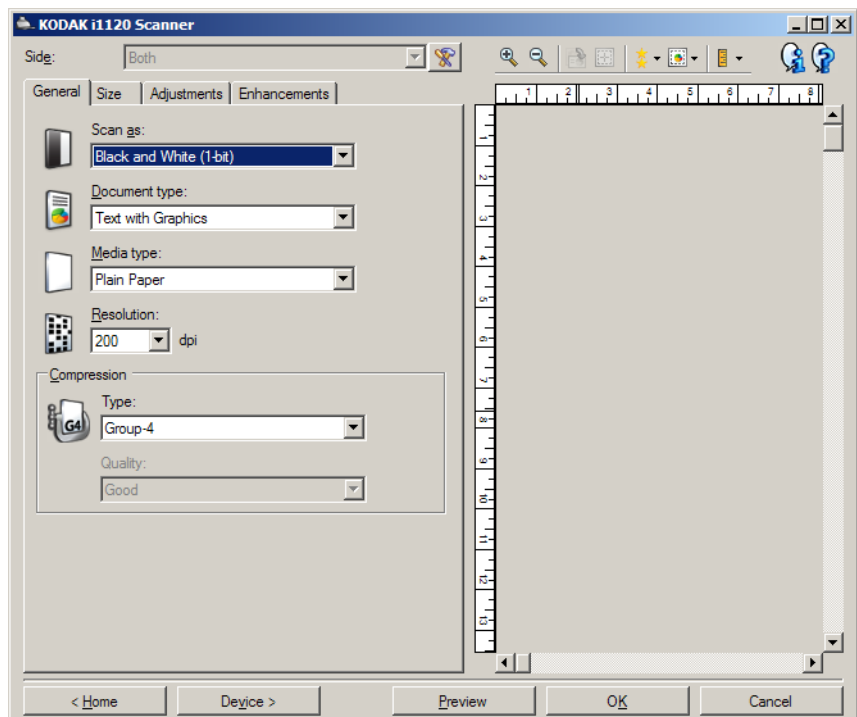 KODAK i1120 Scanner
Side: Both
General Size Adjustments Enhancements
Scan as:
Black and White (1-bit)
Document type:
Text with Graphics
Media type:
Plain Paper
Resolution:
200 dpi
Compression
Type:
G4 Group-4
Quality:
Good
1 2 3 4 5 6 7 8
1
2
3
4
5
6
7
8
9
10
11
12
13
< Home Device > Preview OK Cancel